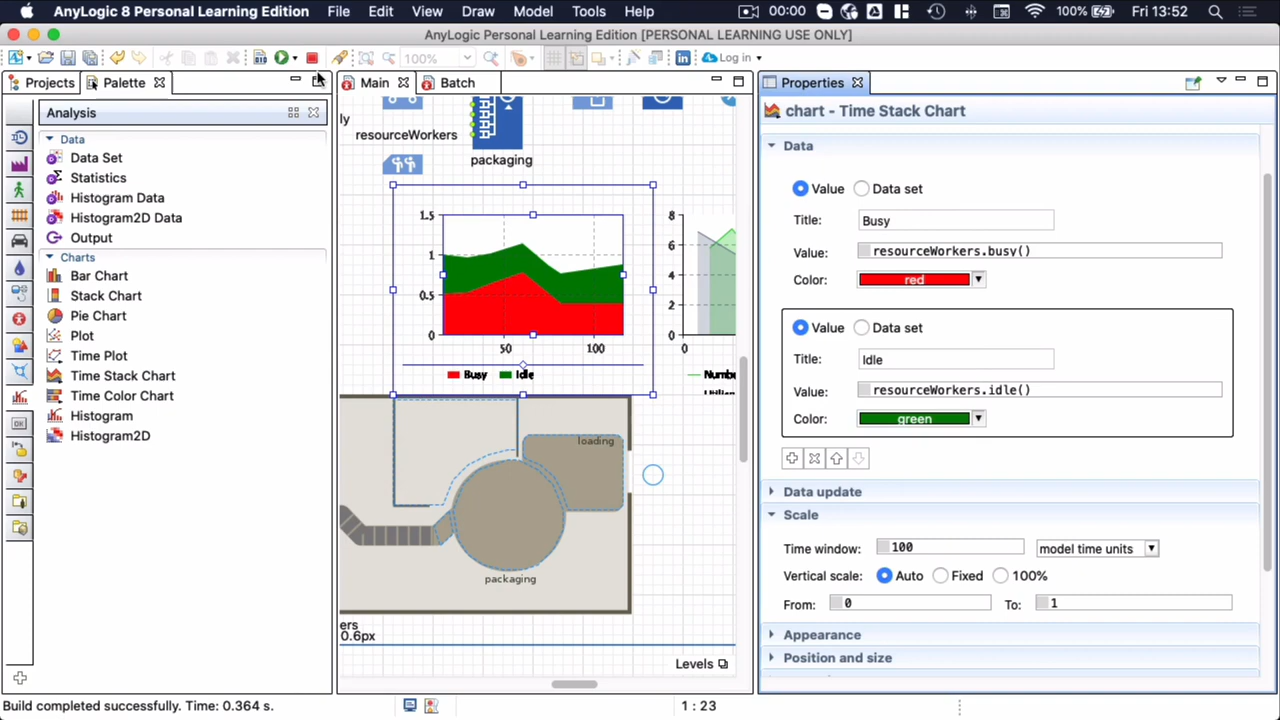 AnyLogic 8 Personal Learning Edition File Edit View Draw Model Tools Help 00:00 100% Fri 13:52
AnyLogic Personal Learning Edition [PERSONAL LEARNING USE ONLY]
100% Log in
Projects Palette Main Batch Properties
Analysis
Data
Data Set
Statistics
Histogram Data
Histogram2D Data
Output
Charts
Bar Chart
Stack Chart
Pie Chart
Plot
Time Plot
Time Stack Chart
Time Color Chart
Histogram
Histogram2D
ly
resourceWorkers
packaging
1.5
1
0.5
0
50 100
Busy Idle
8
6
4
2
0
0
loading
packaging
ers
0.6px
Levels
chart - Time Stack Chart
Data
Value Data set
Title: Busy
Value: resourceWorkers.busy()
Color: red
Value Data set
Title: Idle
Value: resourceWorkers.idle()
Color: green
Data update
Scale
Time window: 100 model time units
Vertical scale: Auto Fixed 100%
From: 0 To: 1
Appearance
Position and size
Build completed successfully. Time: 0.364 s. 1 : 23